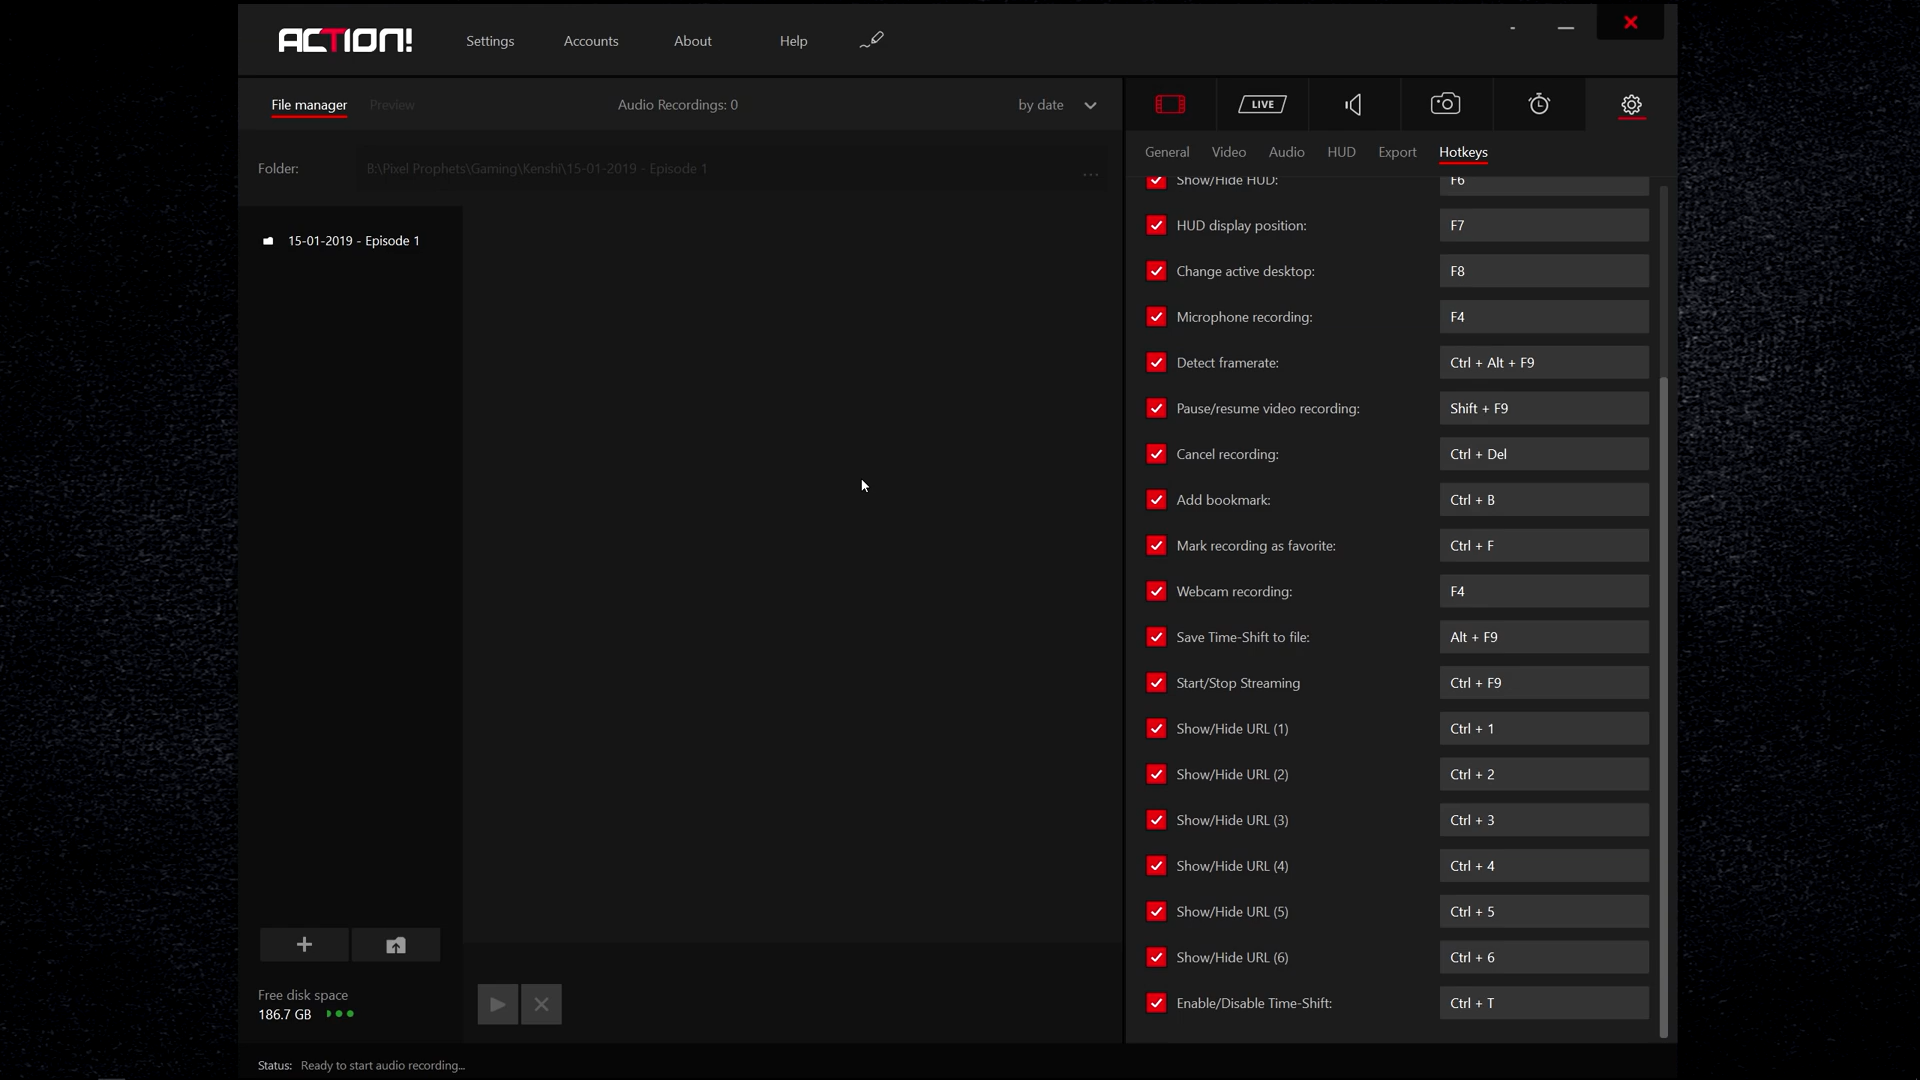 ACTION!
Settings
Accounts
About
Help
File manager
Preview
Audio Recordings: 0
by date
LIVE
Folder:
B:\Pixel Prophets\Gaming\Kenshi\15-01-2019 - Episode 1
...
General
Video
Audio
HUD
Export
Hotkeys
15-01-2019 - Episode 1
Show/Hide HUD:
F6
HUD display position:
F7
Change active desktop:
F8
Microphone recording:
F4
Detect framerate:
Ctrl + Alt + F9
Pause/resume video recording:
Shift + F9
Cancel recording:
Ctrl + Del
Add bookmark:
Ctrl + B
Mark recording as favorite:
Ctrl + F
Webcam recording:
F4
Save Time-Shift to file:
Alt + F9
Start/Stop Streaming
Ctrl + F9
Show/Hide URL (1)
Ctrl + 1
Show/Hide URL (2)
Ctrl + 2
Show/Hide URL (3)
Ctrl + 3
Show/Hide URL (4)
Ctrl + 4
Show/Hide URL (5)
Ctrl + 5
Show/Hide URL (6)
Ctrl + 6
Enable/Disable Time-Shift:
Ctrl + T
Free disk space
186.7 GB
Status: Ready to start audio recording...